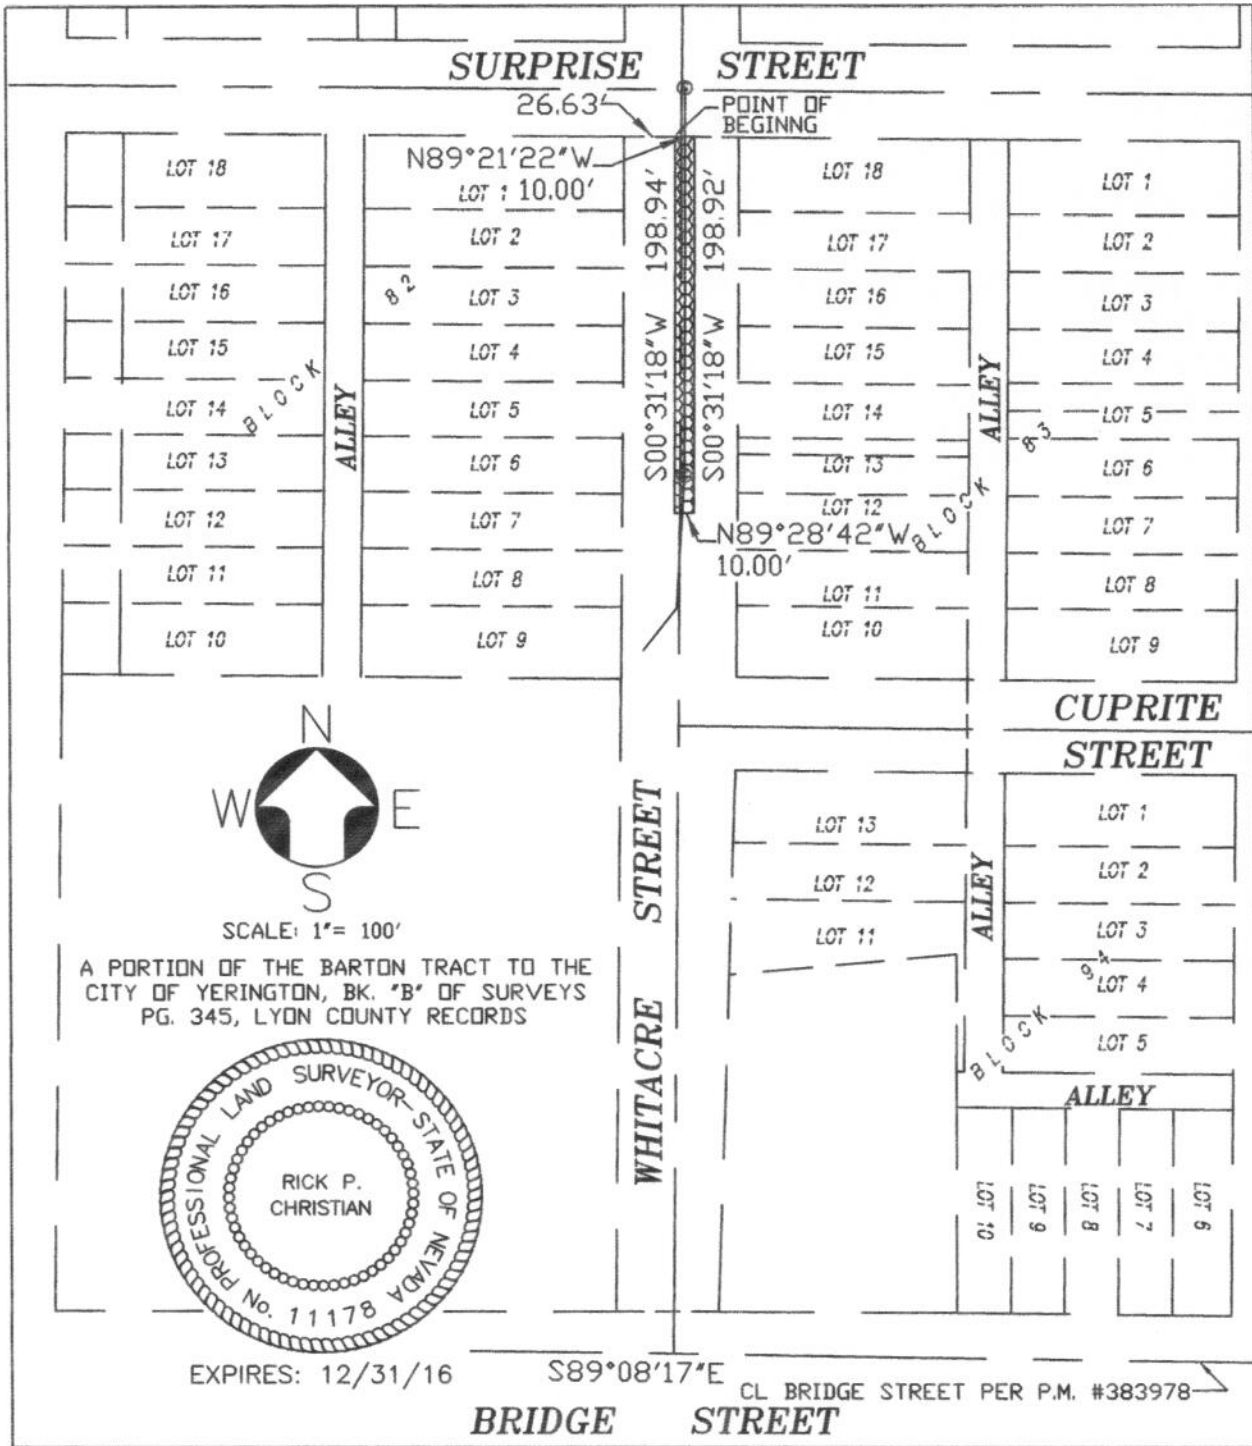 SURPRISE STREET
26.63'
POINT OF
BEGINNG
N89°21'22"W
10.00'
S00°31'18"W 198.94'
S00°31'18"W 198.92'
N89°28'42"W
10.00'
LOT 18
LOT 17
LOT 16
LOT 15
LOT 14
LOT 13
LOT 12
LOT 11
LOT 10
BLOCK 82
ALLEY
LOT 1
LOT 2
LOT 3
LOT 4
LOT 5
LOT 6
LOT 7
LOT 8
LOT 9
LOT 18
LOT 17
LOT 16
LOT 15
LOT 14
LOT 13
LOT 12
LOT 11
LOT 10
BLOCK 83
ALLEY
LOT 1
LOT 2
LOT 3
LOT 4
LOT 5
LOT 6
LOT 7
LOT 8
LOT 9
CUPRITE
STREET
N
W E
S
SCALE: 1"= 100'
A PORTION OF THE BARTON TRACT TO THE
CITY OF YERINGTON, BK. "B" OF SURVEYS
PG. 345, LYON COUNTY RECORDS
WHITACRE STREET
LOT 13
LOT 12
LOT 11
ALLEY
LOT 1
LOT 2
LOT 3
LOT 4
LOT 5
BLOCK 94
ALLEY
LOT 10
LOT 9
LOT 8
LOT 7
LOT 6
PROFESSIONAL LAND SURVEYOR-STATE OF NEVADA
RICK P.
CHRISTIAN
No. 11178
EXPIRES: 12/31/16
S89°08'17"E
CL BRIDGE STREET PER P.M. #383978
BRIDGE STREET